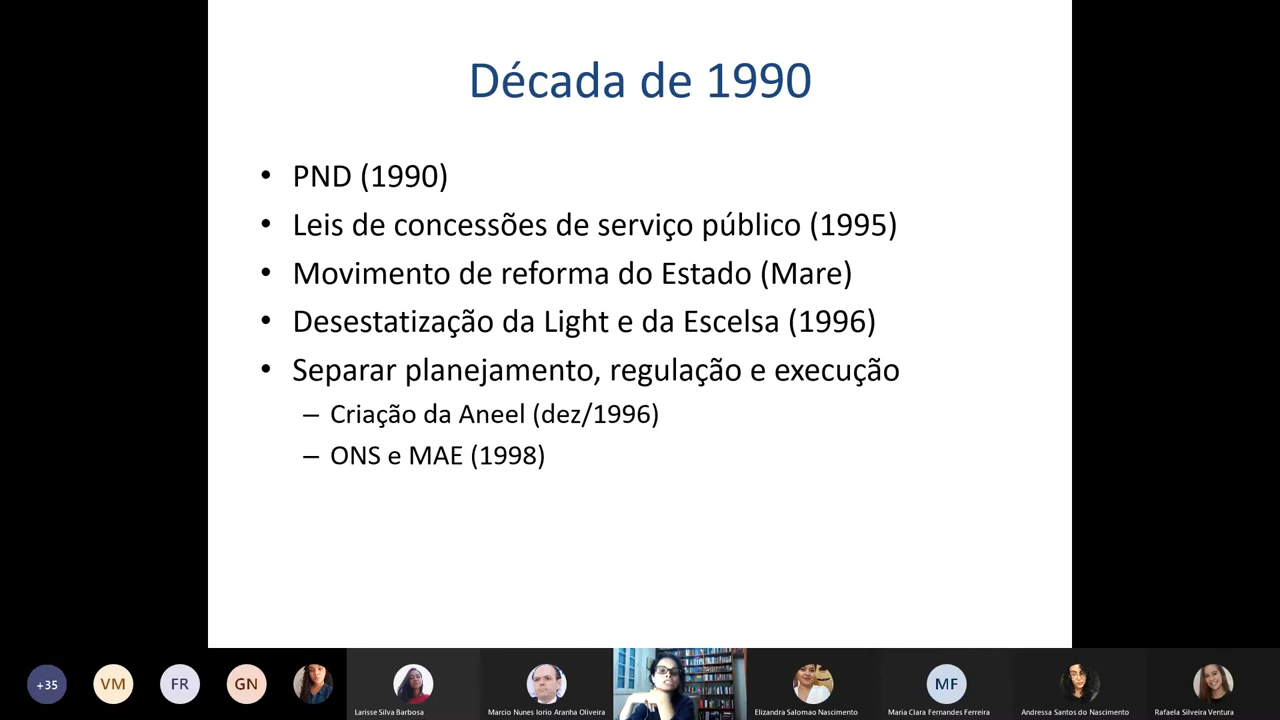 Década de 1990
• PND (1990)
• Leis de concessões de serviço público (1995)
• Movimento de reforma do Estado (Mare)
• Desestatização da Light e da Escelsa (1996)
• Separar planejamento, regulação e execução
– Criação da Aneel (dez/1996)
– ONS e MAE (1998)
+35
VM
FR
GN
MF
Larisse Silva Barbosa
Marcio Nunes Iorio Aranha Oliveira
Elizandra Salomao Nascimento
Maria Clara Fernandes Ferreira
Andressa Santos do Nascimento
Rafaela Silveira Ventura